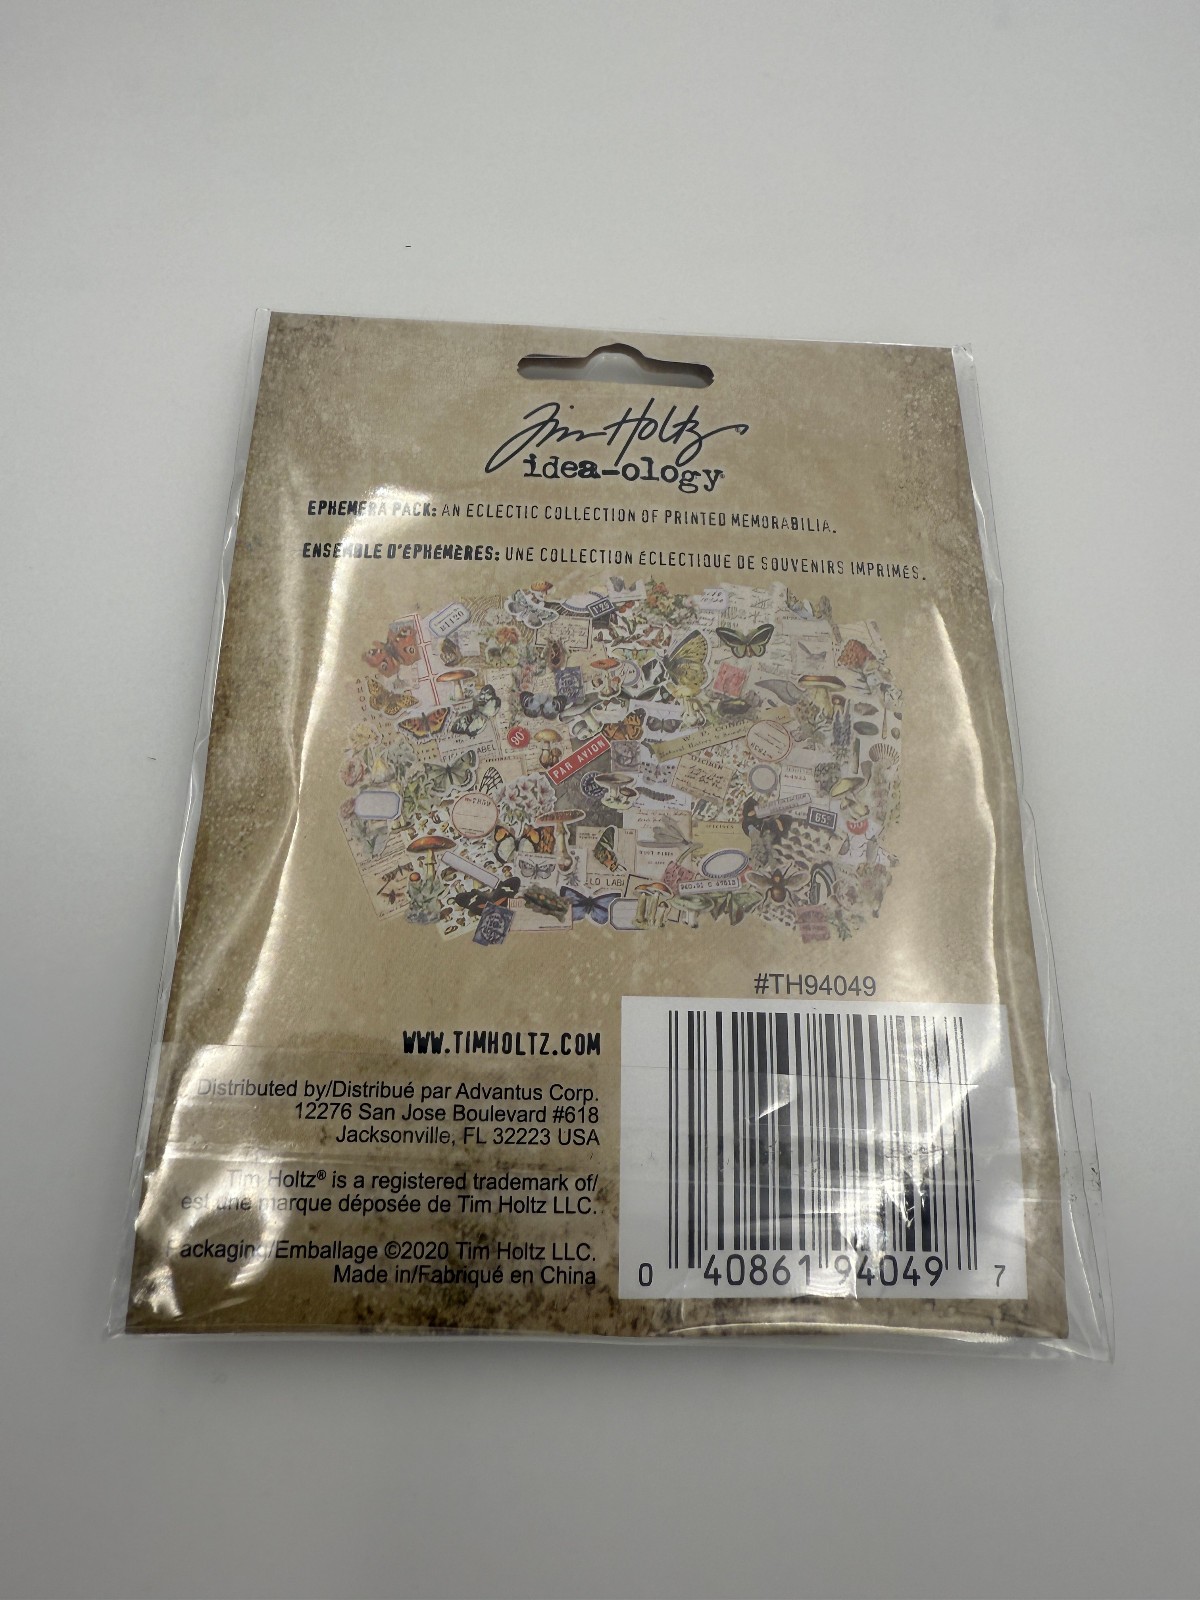 Tim Holtz
idea-ology
EPHEMERA PACK: AN ECLECTIC COLLECTION OF PRINTED MEMORABILIA.
ENSEMBLE D'ÉPHÉMÈRES: UNE COLLECTION ÉCLECTIQUE DE SOUVENIRS IMPRIMÉS.
PAR AVION
#TH94049
WWW.TIMHOLTZ.COM
Distributed by/Distribué par Advantus Corp.
12276 San Jose Boulevard #618
Jacksonville, FL 32223 USA
Tim Holtz® is a registered trademark of/
est une marque déposée de Tim Holtz LLC.
Packaging/Emballage ©2020 Tim Holtz LLC.
Made in/Fabriqué en China
0 40861 94049 7